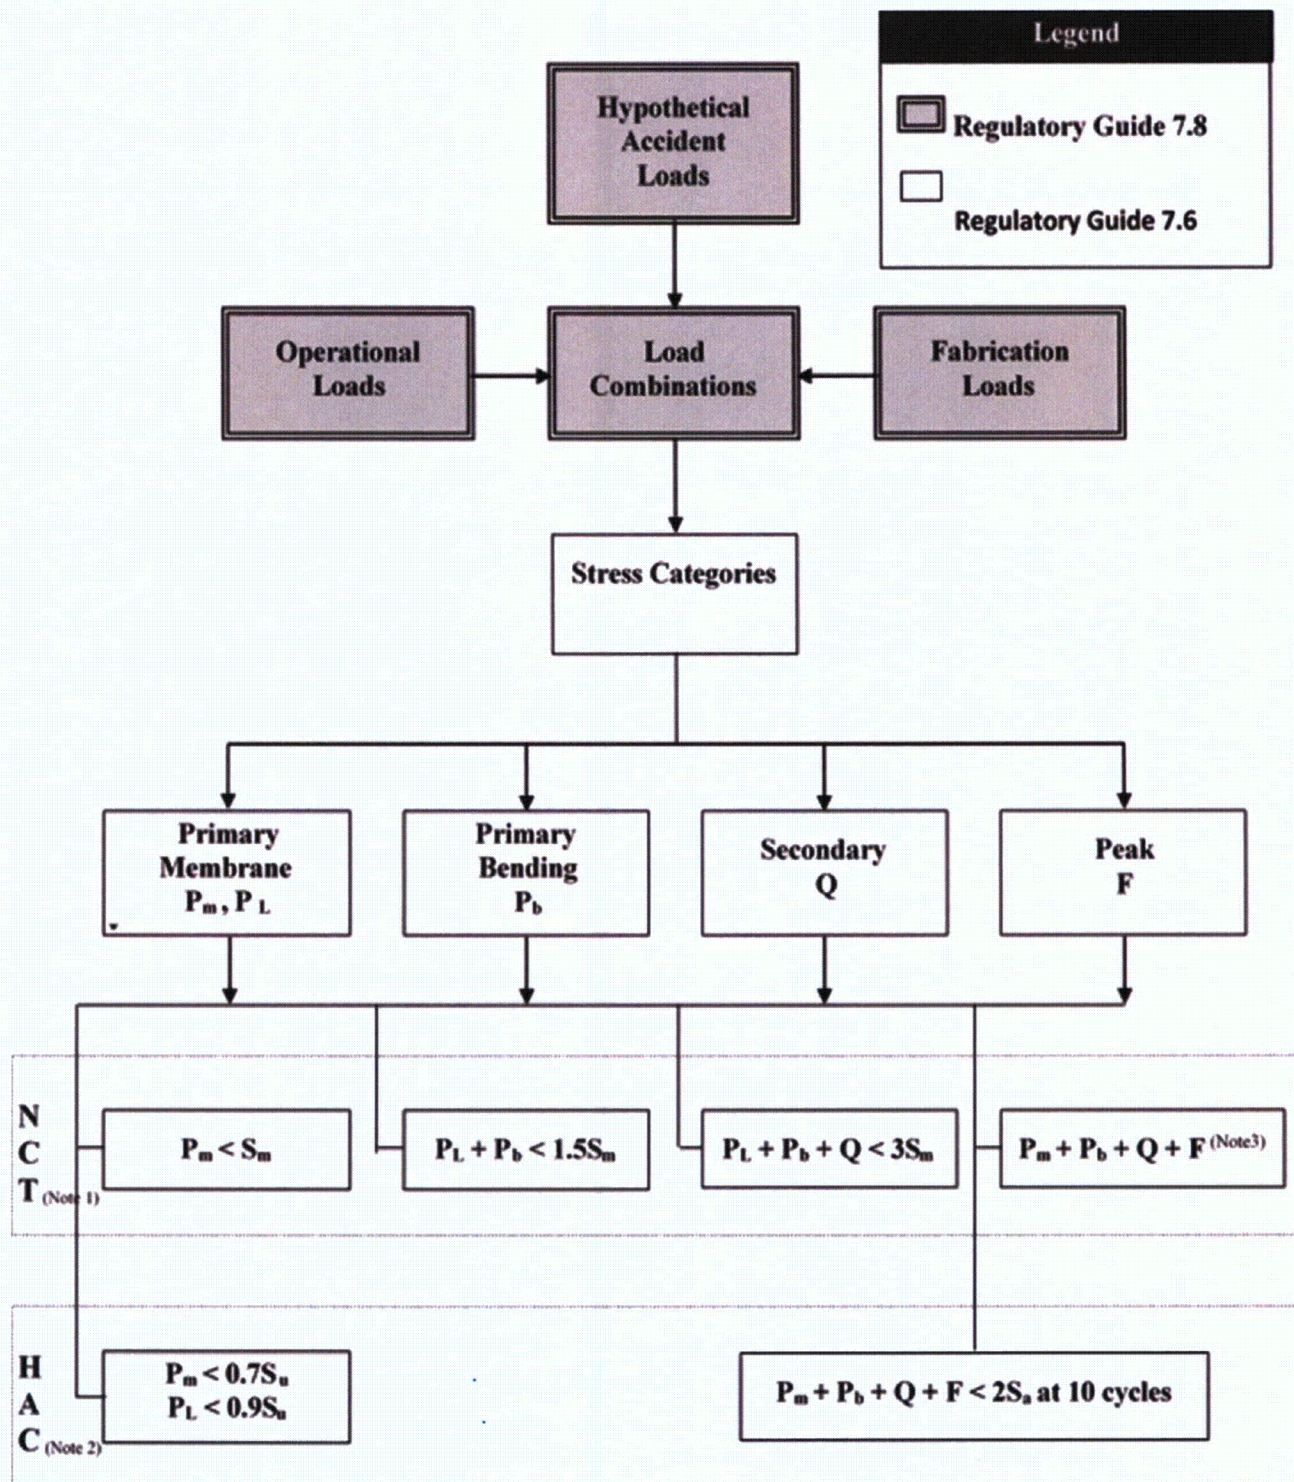 Legend
Regulatory Guide 7.8
Regulatory Guide 7.6
Hypothetical
Accident
Loads
Operational
Loads
Load
Combinations
Fabrication
Loads
Stress Categories
Primary
Membrane
Pm, PL
Primary
Bending
Pb
Secondary
Q
Peak
F
N
C
T (Note 1)
Pm < Sm
PL + Pb < 1.5Sm
PL + Pb + Q < 3Sm
Pm + Pb + Q + F (Note3)
H
A
C (Note 2)
Pm < 0.7Su
PL < 0.9Su
Pm + Pb + Q + F < 2Sa at 10 cycles